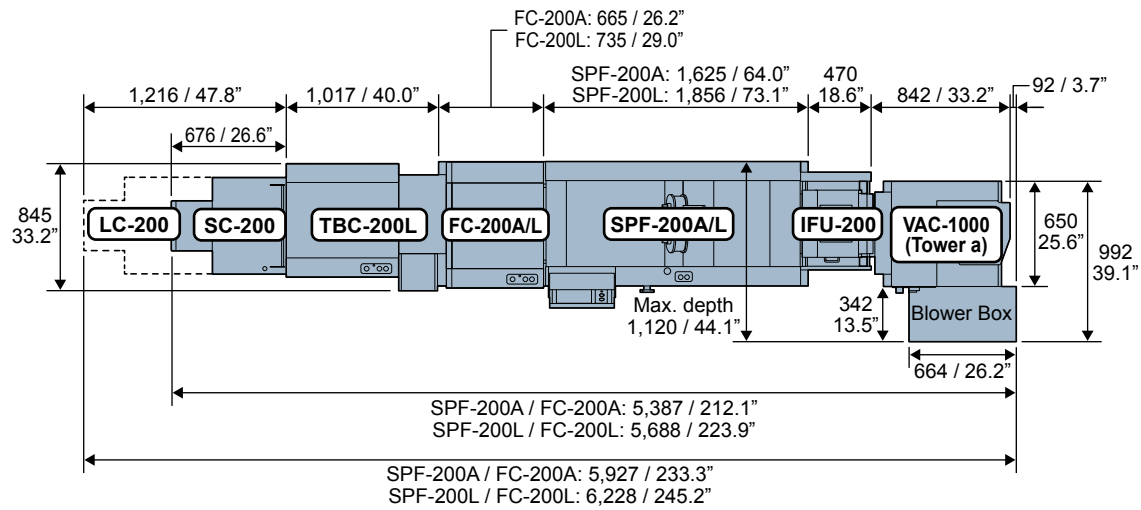 FC-200A: 665 / 26.2”
FC-200L: 735 / 29.0”
SPF-200A: 1,625 / 64.0”
SPF-200L: 1,856 / 73.1”
470
18.6”
92 / 3.7”
1,216 / 47.8”
1,017 / 40.0”
842 / 33.2”
676 / 26.6”
845
33.2”
LC-200
SC-200
TBC-200L
FC-200A/L
SPF-200A/L
IFU-200
VAC-1000
(Tower a)
650
25.6”
992
39.1”
Max. depth
1,120 / 44.1”
342
13.5”
Blower Box
664 / 26.2”
SPF-200A / FC-200A: 5,387 / 212.1”
SPF-200L / FC-200L: 5,688 / 223.9”
SPF-200A / FC-200A: 5,927 / 233.3”
SPF-200L / FC-200L: 6,228 / 245.2”